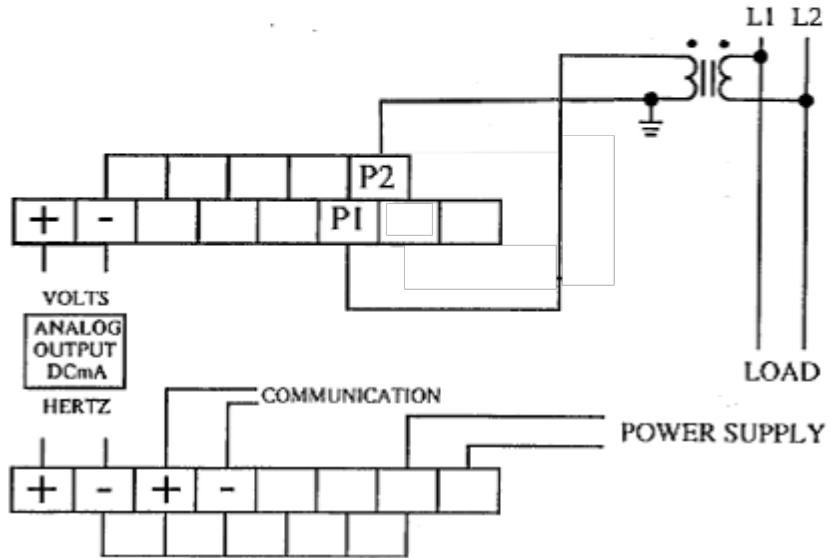 L1 L2
P2
+ - P1
VOLTS
ANALOG
OUTPUT
DCmA
HERTZ
LOAD
COMMUNICATION
POWER SUPPLY
+ - + -